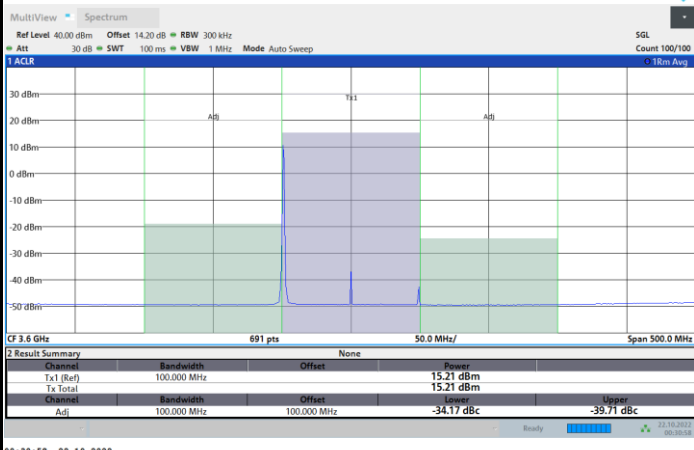 MultiView Spectrum
Ref Level 40.00 dBm Offset 14.20 dB RBW 300 kHz SGL
Att 30 dB SWT 100 ms VBW 1 MHz Mode Auto Sweep Count 100/100
1 ACLR 1Rm Avg
30 dBm
Tx1
20 dBm Adj Adj
10 dBm
0 dBm
-10 dBm
-20 dBm
-30 dBm
-40 dBm
-50 dBm
CF 3.6 GHz 691 pts 50.0 MHz/ Span 500.0 MHz
2 Result Summary None
Channel Bandwidth Offset Power
Tx1 (Ref) 100.000 MHz 15.21 dBm
Tx Total 15.21 dBm
Channel Bandwidth Offset Lower Upper
Adj 100.000 MHz 100.000 MHz -34.17 dBc -39.71 dBc
Ready 22.10.2022
00:30:58